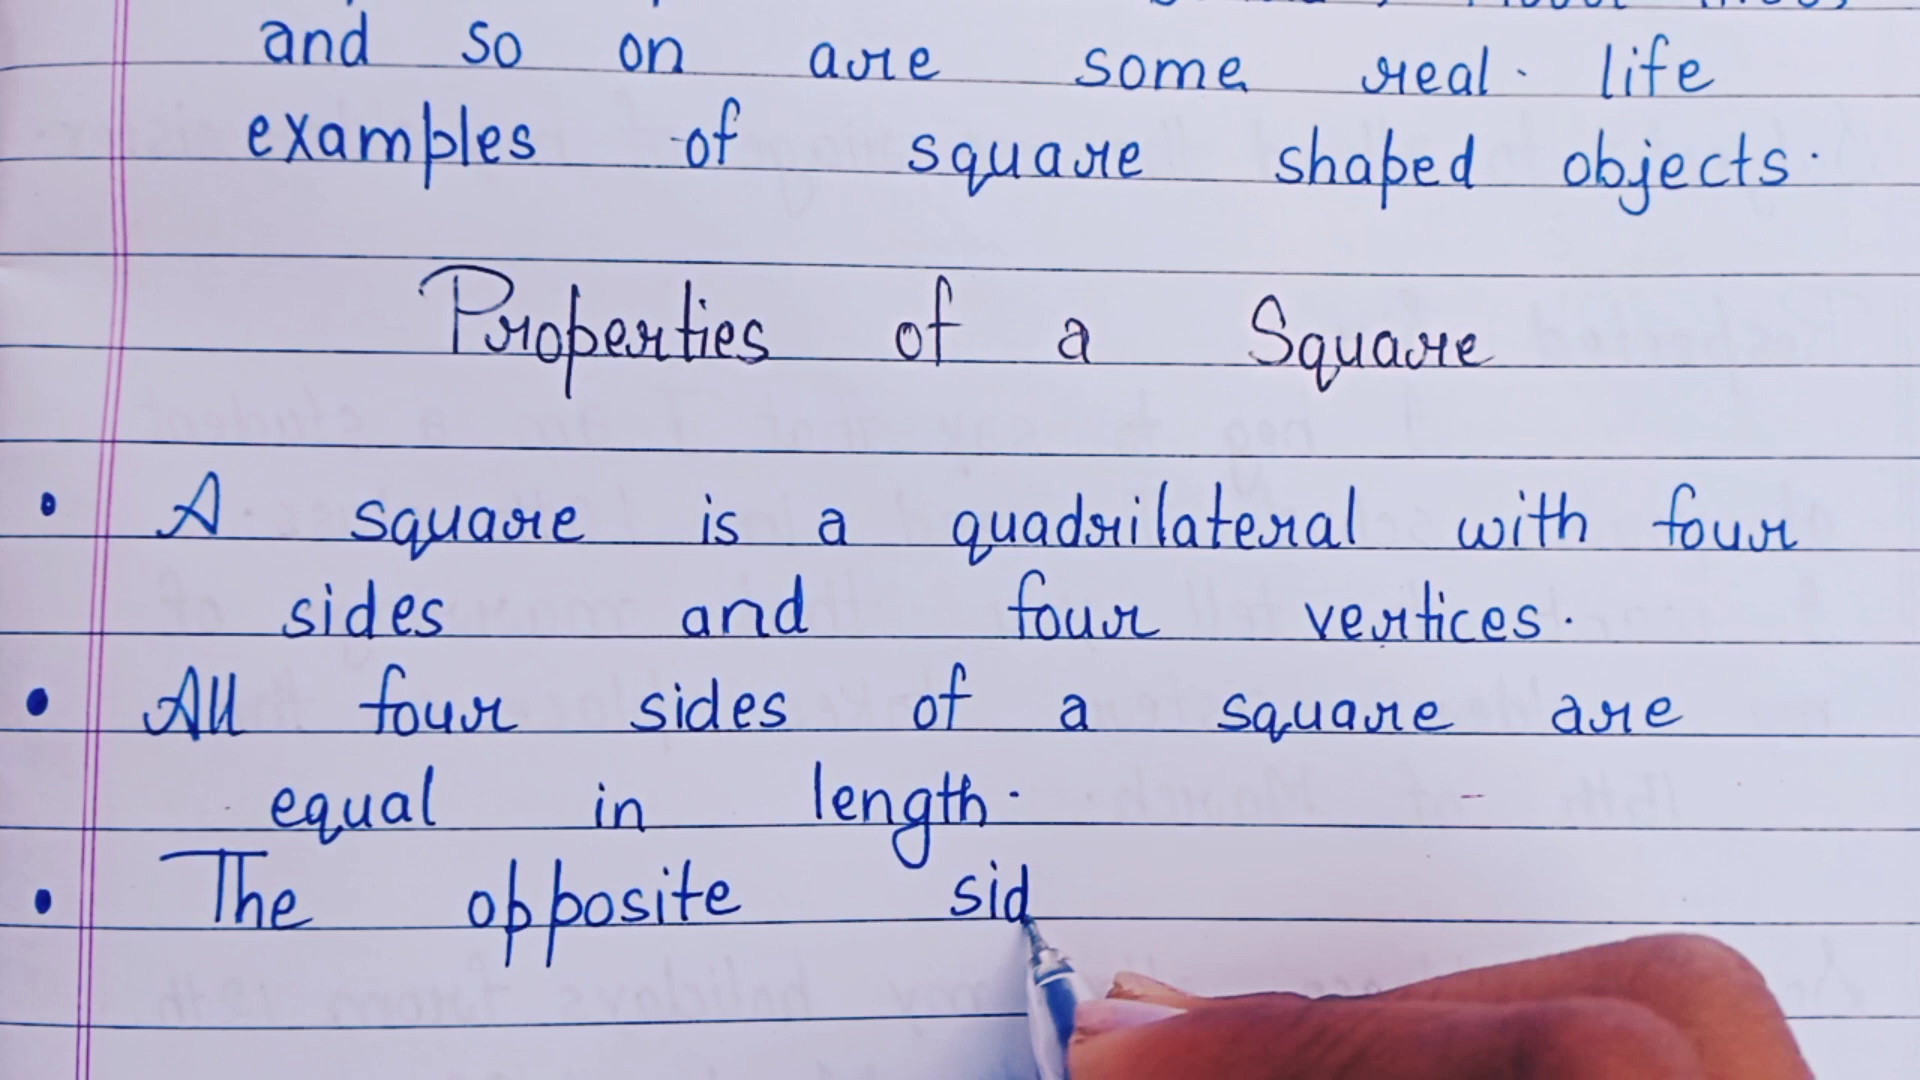 and so on are some real life
examples of square shaped objects.
Properties of a Square
• A square is a quadrilateral with four
sides and four vertices.
• All four sides of a square are
equal in length.
• The opposite sid